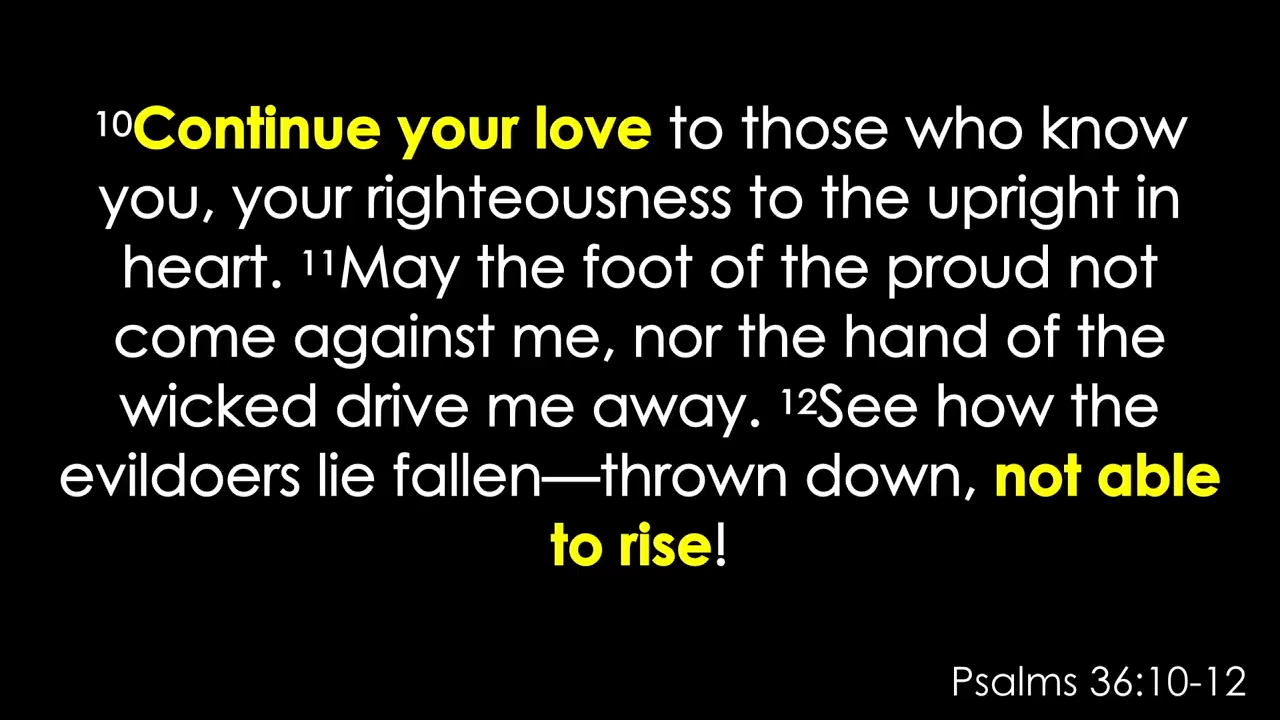 ¹⁰Continue your love to those who know
you, your righteousness to the upright in
heart. ¹¹May the foot of the proud not
come against me, nor the hand of the
wicked drive me away. ¹²See how the
evildoers lie fallen—thrown down, not able
to rise!
Psalms 36:10-12